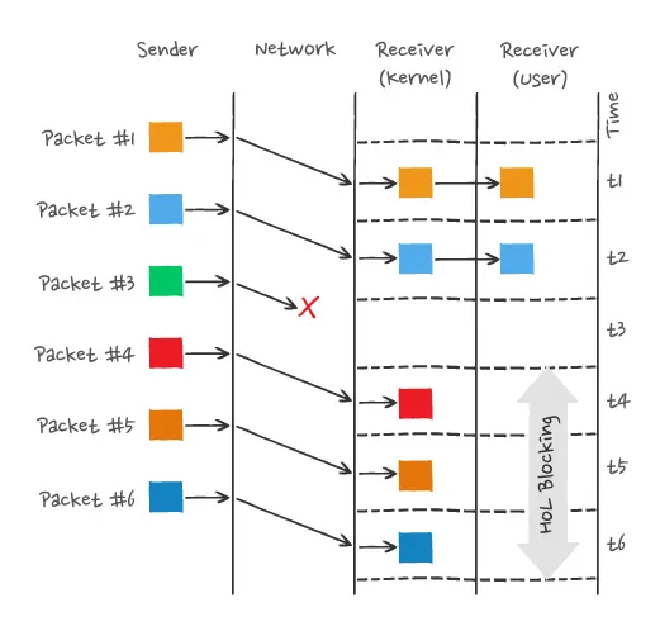 Sender
Network
Receiver
(Kernel)
Receiver
(User)
Time
Packet #1
t1
Packet #2
t2
Packet #3
t3
Packet #4
t4
Packet #5
t5
Packet #6
t6
HOL Blocking
X